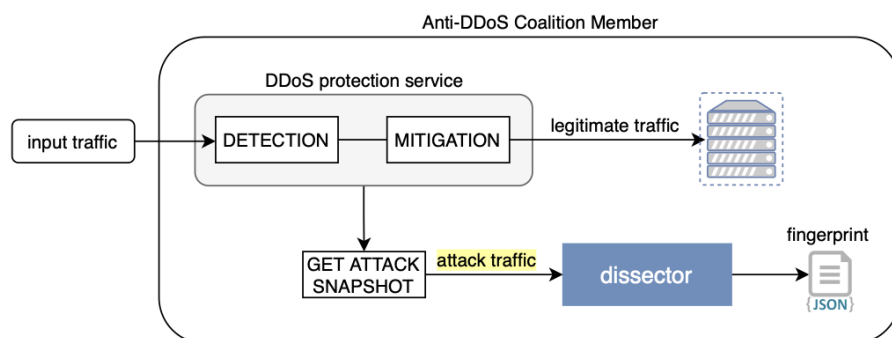 Anti-DDoS Coalition Member
DDoS protection service
input traffic
DETECTION
MITIGATION
legitimate traffic
GET ATTACK
SNAPSHOT
attack traffic
dissector
fingerprint
{JSON}